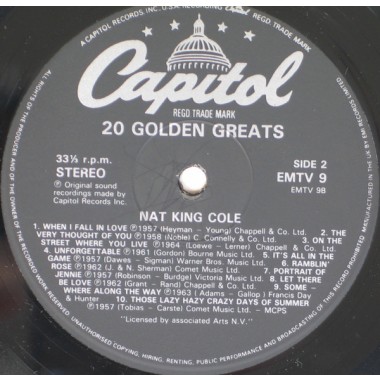 A CAPITOL RECORDS, INC., U.S.A. RECORDING REGD TRADE MARK
Capitol
REGD TRADE MARK
20 GOLDEN GREATS
33⅓ r.p.m.
STEREO
SIDE 2
EMTV 9
EMTV 9B
℗ Original sound
recordings made by
Capitol Records Inc.
NAT KING COLE
1. WHEN I FALL IN LOVE ℗1957 (Heyman - Young) Chappell & Co. Ltd. 2. THE
VERY THOUGHT OF YOU ℗1958 (Noble) C. Connelly & Co. Ltd. 3. ON THE
STREET WHERE YOU LIVE ℗1964 (Loewe - Lerner) Chappell & Co. Ltd.
4. UNFORGETTABLE ℗1961 (Gordon) Bourne Music Ltd. 5. IT'S ALL IN THE
GAME ℗1957 (Dawes - Sigman) Warner Bros. Music Ltd. 6. RAMBLIN'
ROSE ℗1962 (J. & N. Sherman) Comet Music Ltd. 7. PORTRAIT OF
JENNIE ℗1957 (Robinson - Burdge) Victoria Music Ltd. 8. LET THERE
BE LOVE ℗1962 (Grant - Rand) Chappell & Co. Ltd. 9. SOME -
WHERE ALONG THE WAY ℗1963 (Adams - Gallop) Francis Day
& Hunter 10. THOSE LAZY HAZY CRAZY DAYS OF SUMMER
℗1957 (Tobias - Carste) Comet Music Ltd. - MCPS
"Licensed by associated Arts N.V."
ALL RIGHTS OF THE PRODUCER AND OF THE OWNER OF THE RECORDED WORK RESERVED. UNAUTHORISED COPYING, HIRING, RENTING, PUBLIC PERFORMANCE AND BROADCASTING OF THIS RECORD PROHIBITED.